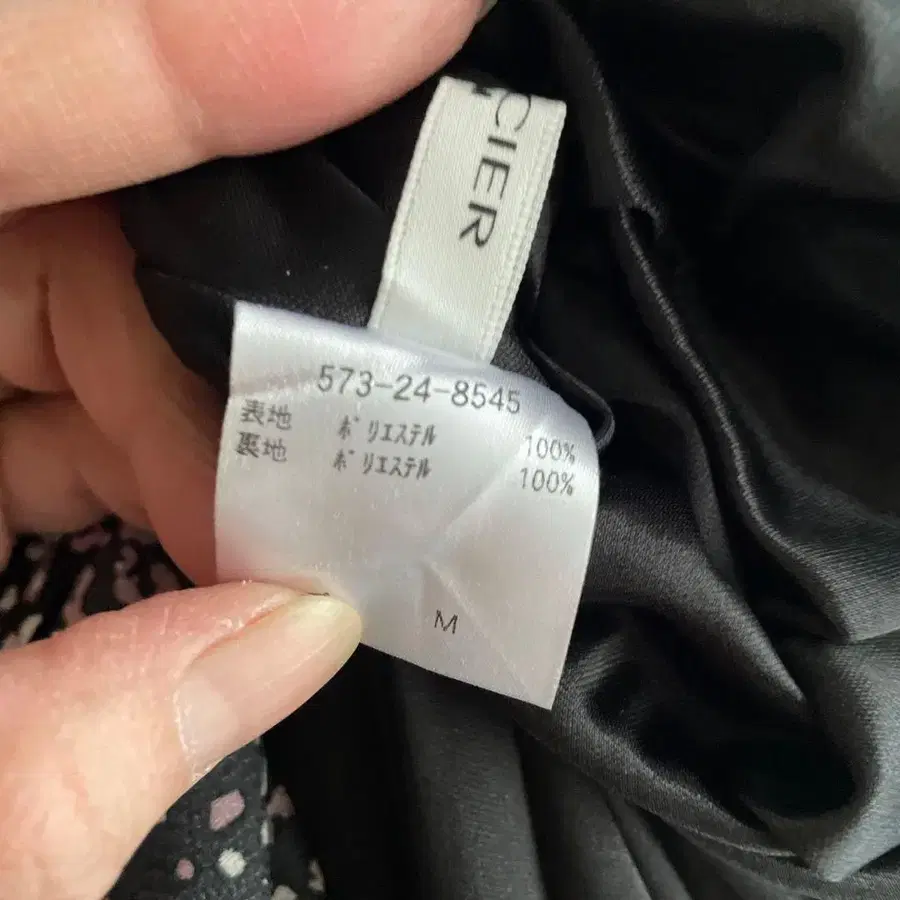 CIER
573-24-8545
表地 ポリエステル 100%
裏地 ポリエステル 100%
M